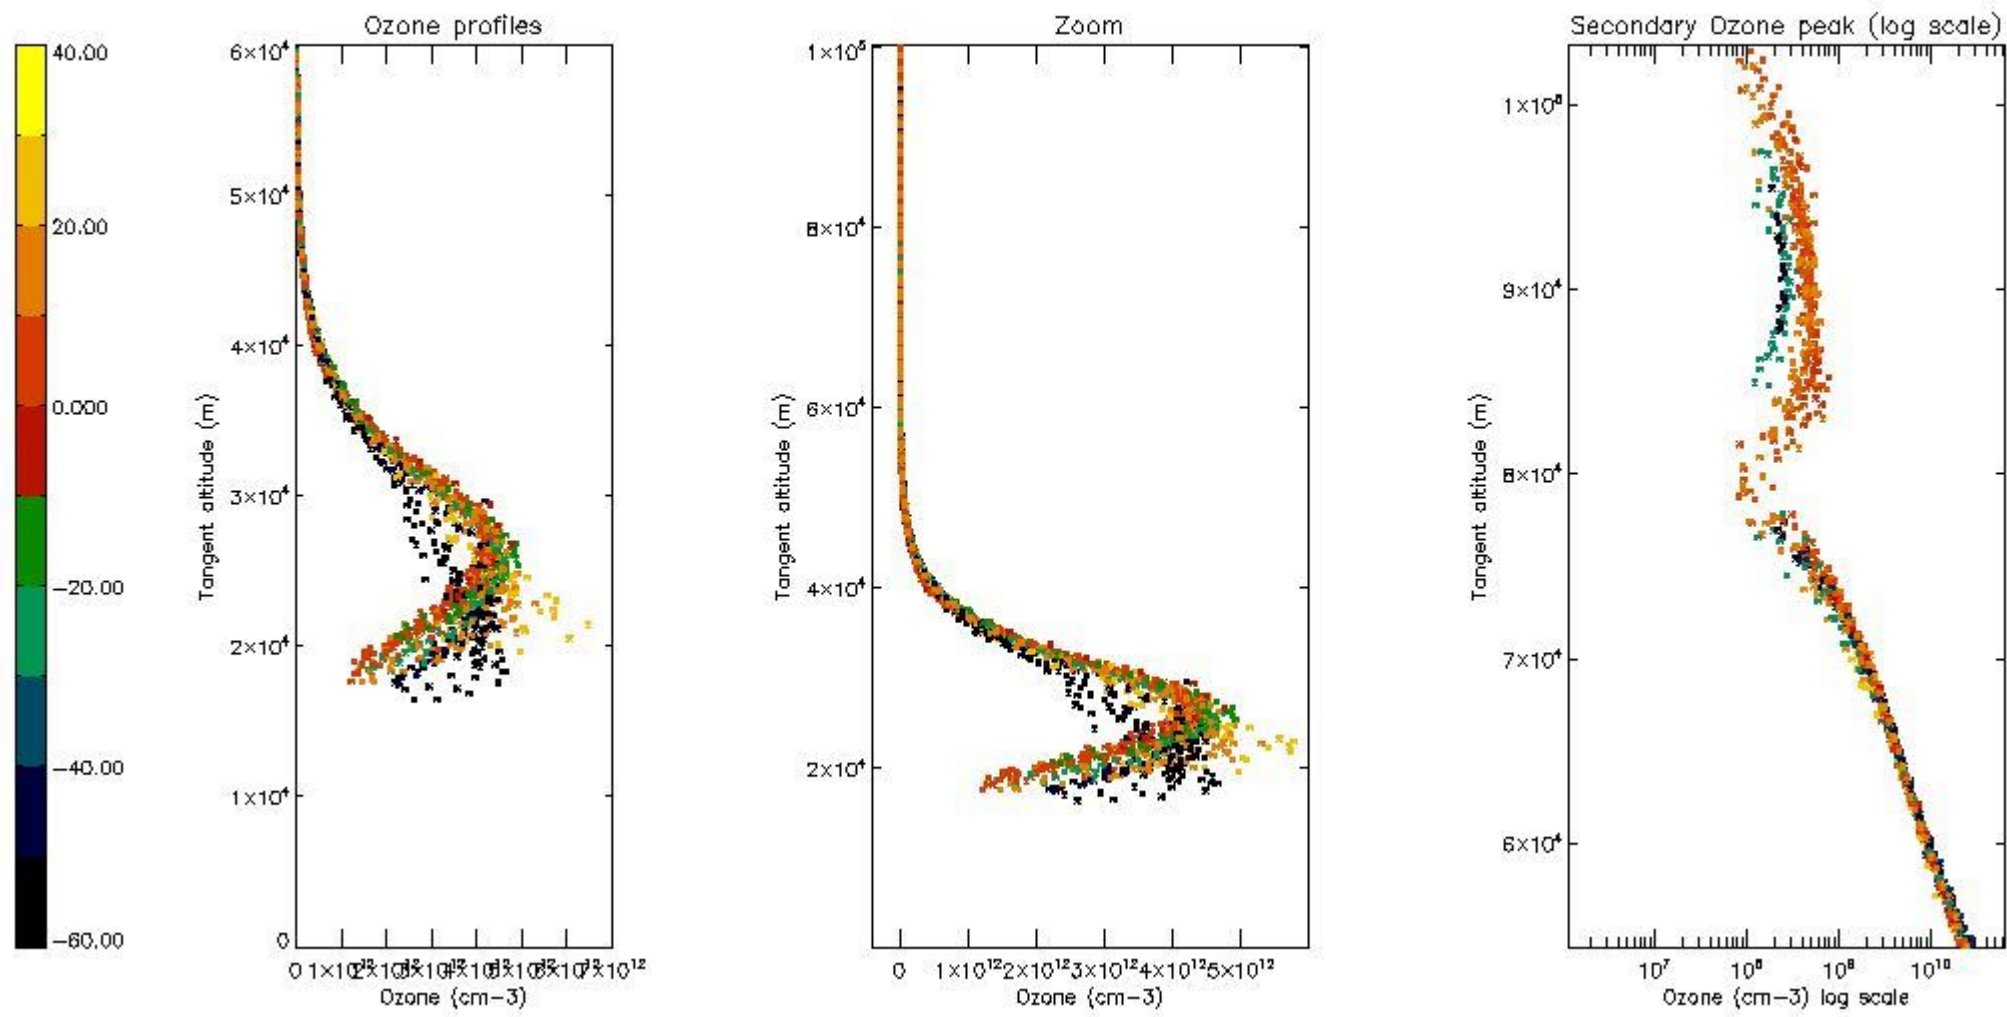 Ozone profiles
Zoom
Secondary Ozone peak (log scale)
40.00
20.00
0.000
−20.00
−40.00
−60.00
6×10⁴
5×10⁴
4×10⁴
3×10⁴
2×10⁴
1×10⁴
0
Tangent altitude (m)
0
7×10¹²
Ozone (cm−3)
1×10⁵
8×10⁴
6×10⁴
4×10⁴
2×10⁴
Tangent altitude (m)
0 1×10¹² 2×10¹² 3×10¹² 4×10¹² 5×10¹²
Ozone (cm−3)
9×10⁴
8×10⁴
7×10⁴
6×10⁴
Tangent altitude (m)
10⁷ 10¹⁰
Ozone (cm−3) log scale